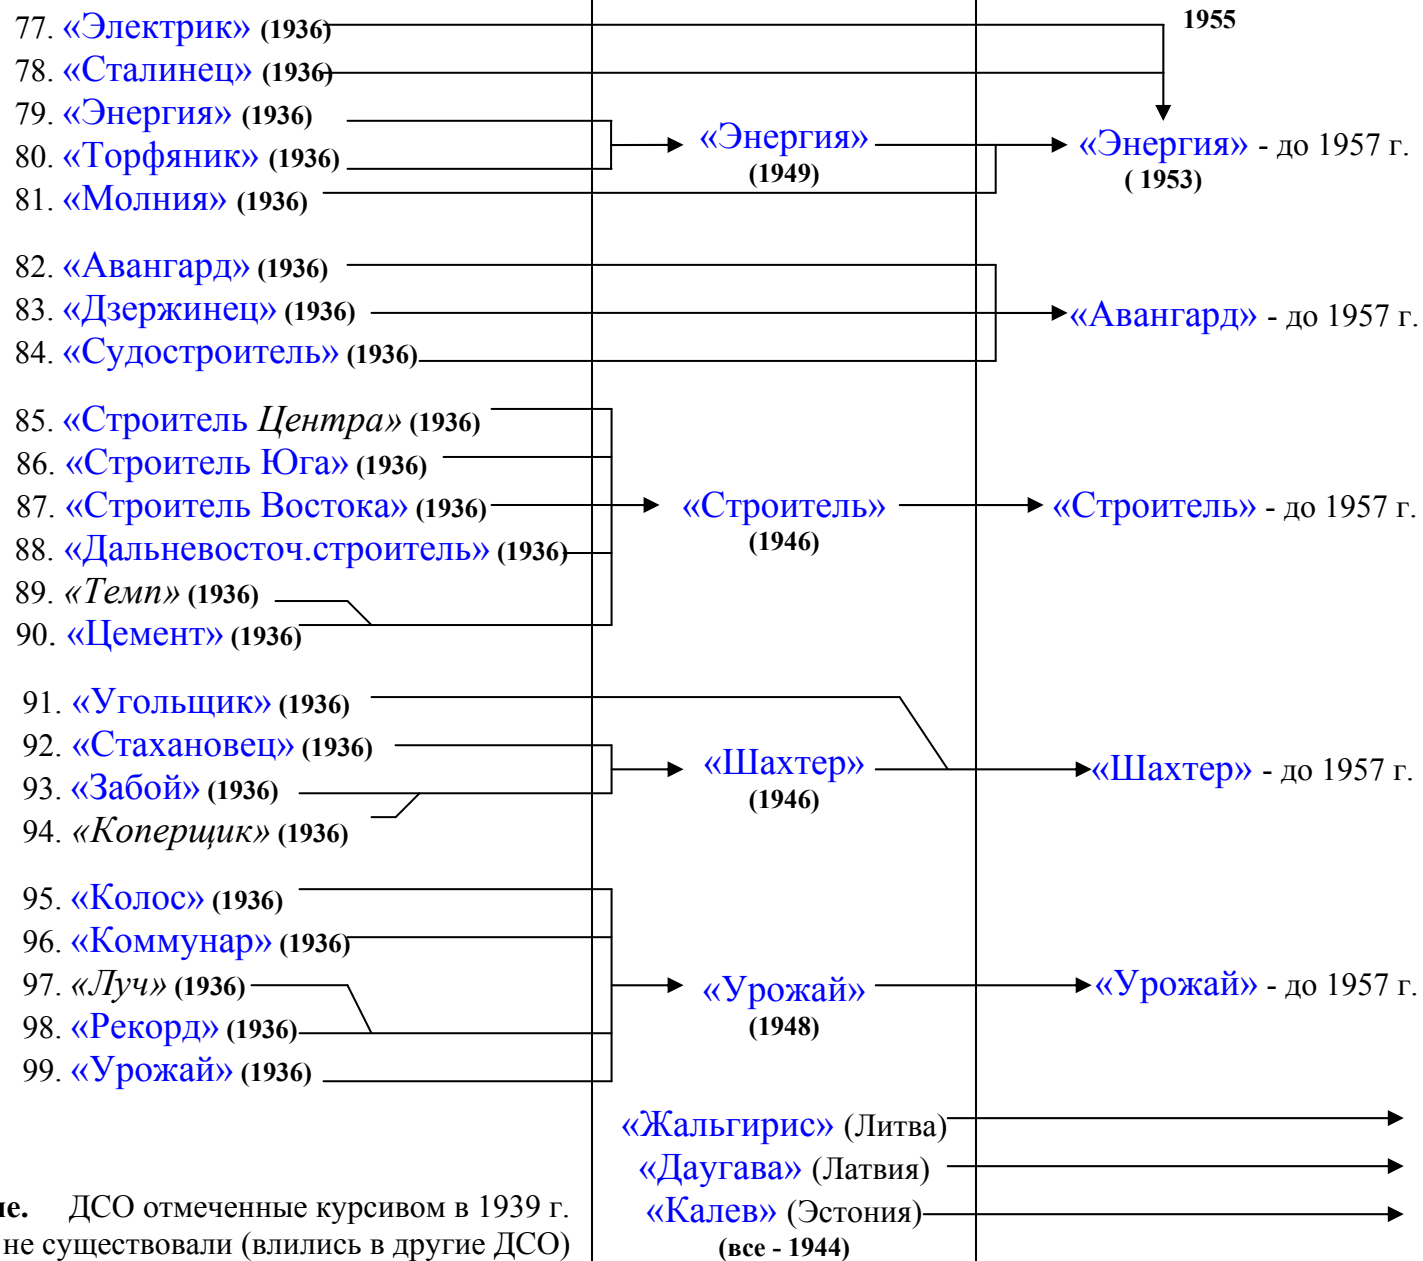 77. «Электрик» (1936)
1955
78. «Сталинец» (1936)
79. «Энергия» (1936)
80. «Торфяник» (1936)
«Энергия»
(1949)
«Энергия» - до 1957 г.
( 1953)
81. «Молния» (1936)
82. «Авангард» (1936)
83. «Дзержинец» (1936)
«Авангард» - до 1957 г.
84. «Судостроитель» (1936)
85. «Строитель Центра» (1936)
86. «Строитель Юга» (1936)
87. «Строитель Востока» (1936)
«Строитель»
(1946)
«Строитель» - до 1957 г.
88. «Дальневосточ.строитель» (1936)
89. «Темп» (1936)
90. «Цемент» (1936)
91. «Угольщик» (1936)
92. «Стахановец» (1936)
«Шахтер»
(1946)
«Шахтер» - до 1957 г.
93. «Забой» (1936)
94. «Коперщик» (1936)
95. «Колос» (1936)
96. «Коммунар» (1936)
97. «Луч» (1936)
«Урожай»
(1948)
«Урожай» - до 1957 г.
98. «Рекорд» (1936)
99. «Урожай» (1936)
«Жальгирис» (Литва)
«Даугава» (Латвия)
«Калев» (Эстония)
(все - 1944)
ДСО отмеченные курсивом в 1939 г.
не существовали (влились в другие ДСО)